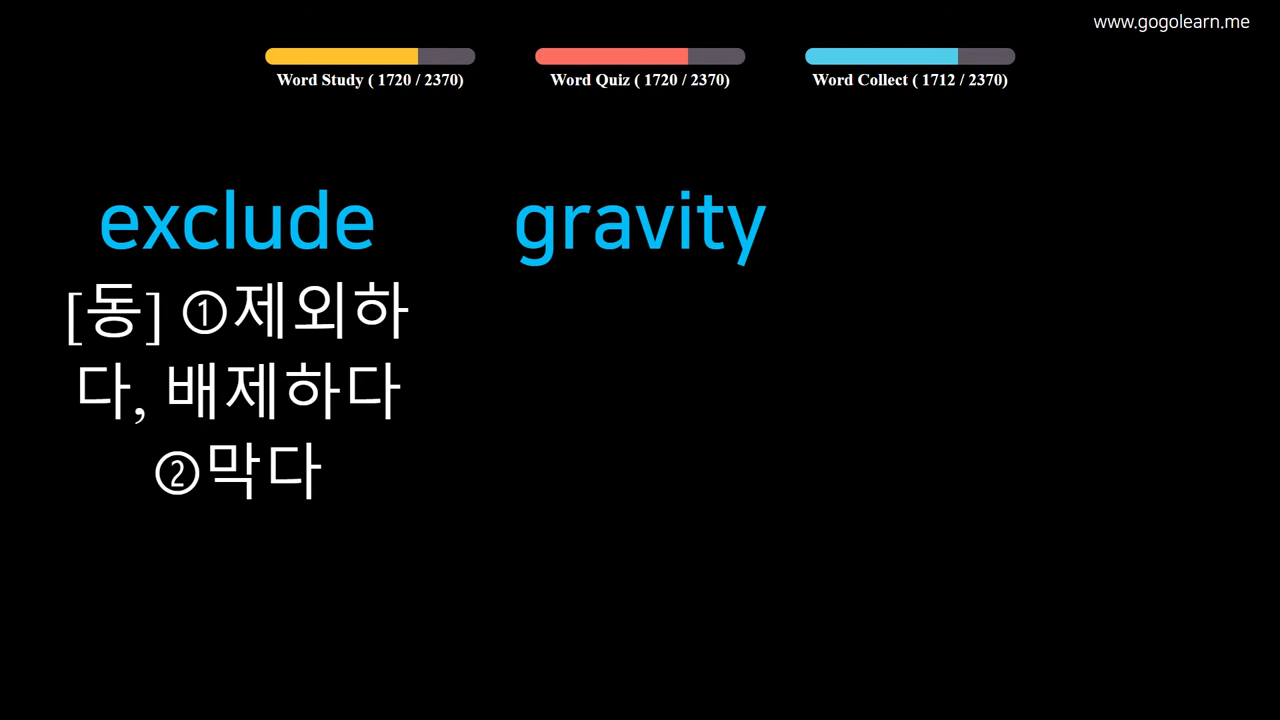 www.gogolearn.me
Word Study ( 1720 / 2370)
Word Quiz ( 1720 / 2370)
Word Collect ( 1712 / 2370)
exclude
[동] ①제외하
다, 배제하다
②막다
gravity